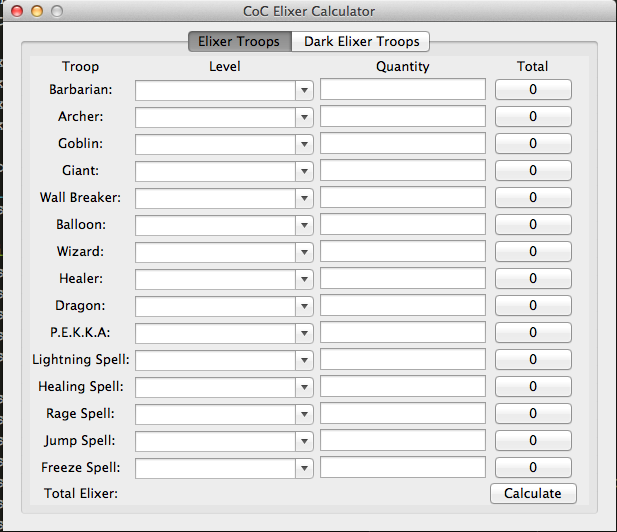 CoC Elixer Calculator
Elixer Troops Dark Elixer Troops
Troop Level Quantity Total
Barbarian: 0
Archer: 0
Goblin: 0
Giant: 0
Wall Breaker: 0
Balloon: 0
Wizard: 0
Healer: 0
Dragon: 0
P.E.K.K.A: 0
Lightning Spell: 0
Healing Spell: 0
Rage Spell: 0
Jump Spell: 0
Freeze Spell: 0
Total Elixer: Calculate